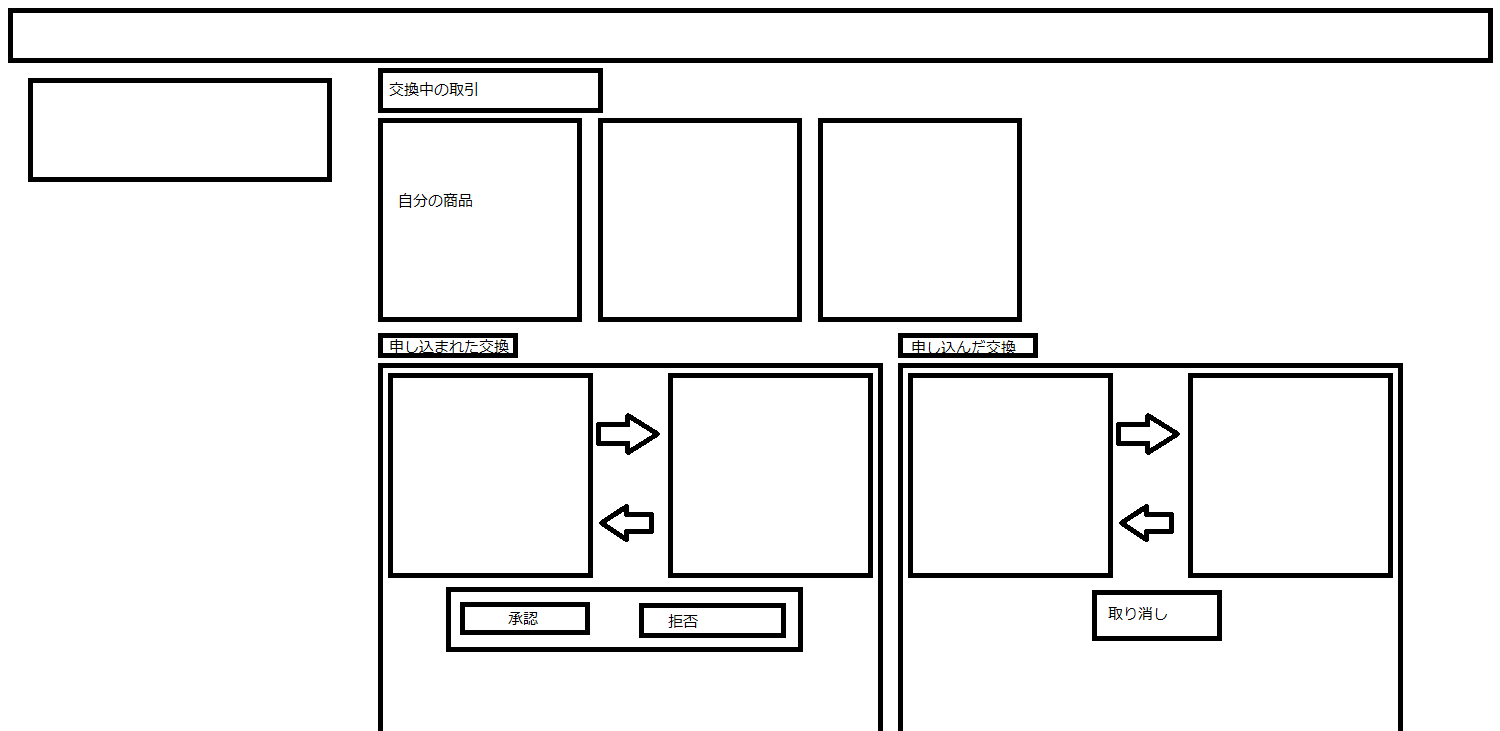 交換中の取引
自分の商品
申し込まれた交換
申し込んだ交換
承認
拒否
取り消し